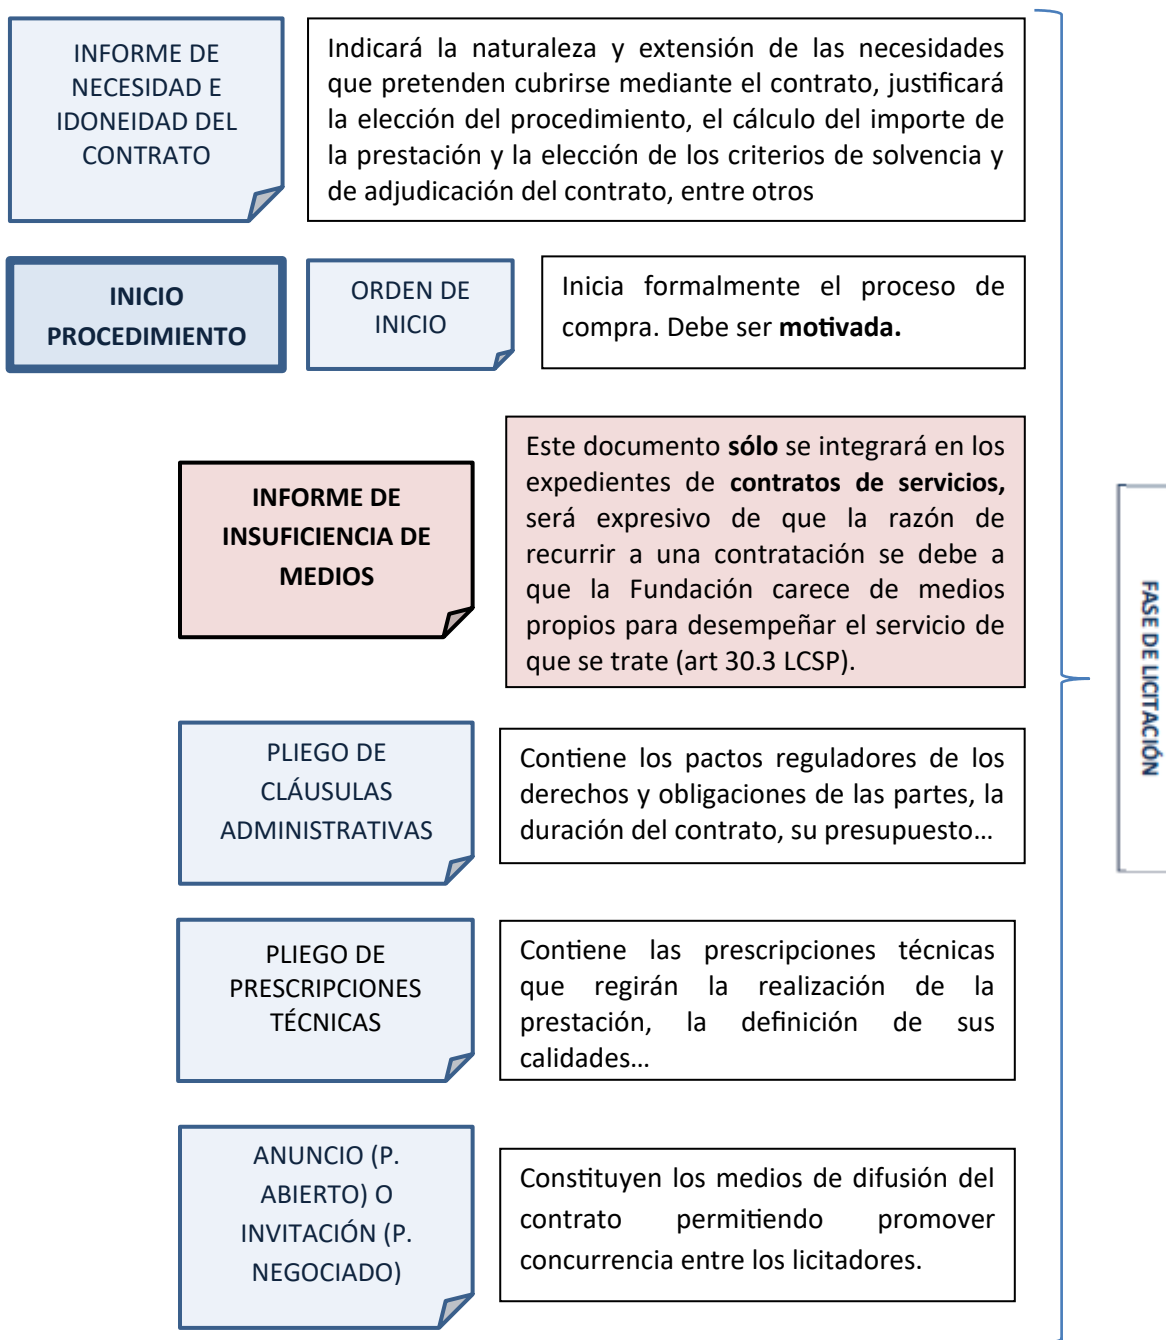 INFORME DE
NECESIDAD E
IDONEIDAD DEL
CONTRATO
Indicará la naturaleza y extensión de las necesidades
que pretenden cubrirse mediante el contrato, justificará
la elección del procedimiento, el cálculo del importe de
la prestación y la elección de los criterios de solvencia y
de adjudicación del contrato, entre otros
INICIO
PROCEDIMIENTO
ORDEN DE
INICIO
Inicia formalmente el proceso de
compra. Debe ser motivada.
INFORME DE
INSUFICIENCIA DE
MEDIOS
Este documento sólo se integrará en los
expedientes de contratos de servicios,
será expresivo de que la razón de
recurrir a una contratación se debe a
que la Fundación carece de medios
propios para desempeñar el servicio de
que se trate (art 30.3 LCSP).
PLIEGO DE
CLÁUSULAS
ADMINISTRATIVAS
Contiene los pactos reguladores de los
derechos y obligaciones de las partes, la
duración del contrato, su presupuesto…
PLIEGO DE
PRESCRIPCIONES
TÉCNICAS
Contiene las prescripciones técnicas
que regirán la realización de la
prestación, la definición de sus
calidades…
ANUNCIO (P.
ABIERTO) O
INVITACIÓN (P.
NEGOCIADO)
Constituyen los medios de difusión del
contrato permitiendo promover
concurrencia entre los licitadores.
FASE DE LICITACIÓN